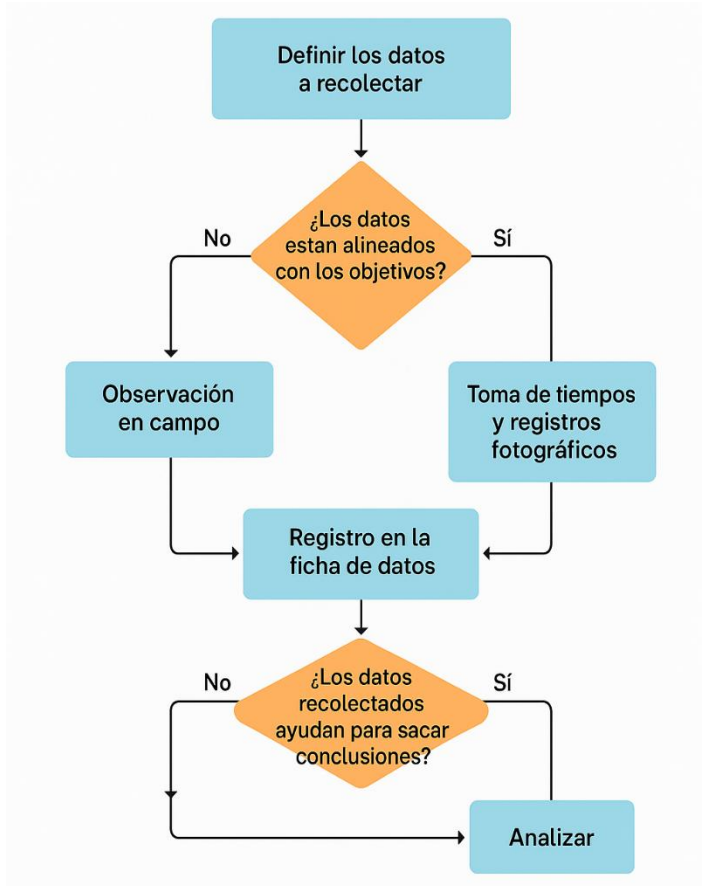 Definir los datos
a recolectar
¿Los datos
estan alineados
con los objetivos?
No
Sí
Observación
en campo
Toma de tiempos
y registros
fotográficos
Registro en la
ficha de datos
¿Los datos
recolectados
ayudan para sacar
conclusiones?
No
Sí
Analizar